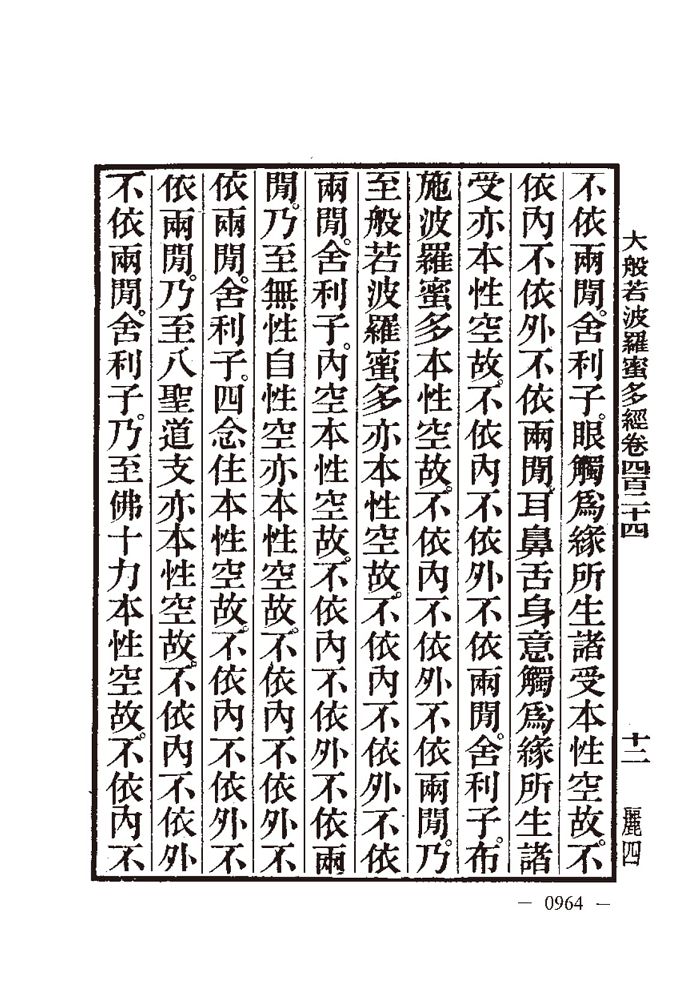 大般若波羅蜜多經卷四百二十四
十二
麗四
不依兩閒。舍利子。眼觸爲緣所生諸受本性空故。不
依內不依外不依兩閒。耳鼻舌身意觸爲緣所生諸
受亦本性空故。不依內不依外不依兩閒。舍利子。布
施波羅蜜多本性空故。不依內不依外不依兩閒。乃
至般若波羅蜜多亦本性空故。不依內不依外不依
兩閒。舍利子。內空本性空故。不依內不依外不依兩
閒。乃至無性自性空亦本性空故。不依內不依外不
依兩閒。舍利子。四念住本性空故。不依內不依外不
依兩閒。乃至八聖道支亦本性空故。不依內不依外
不依兩閒。舍利子。乃至佛十力本性空故。不依內不
— 0964 —